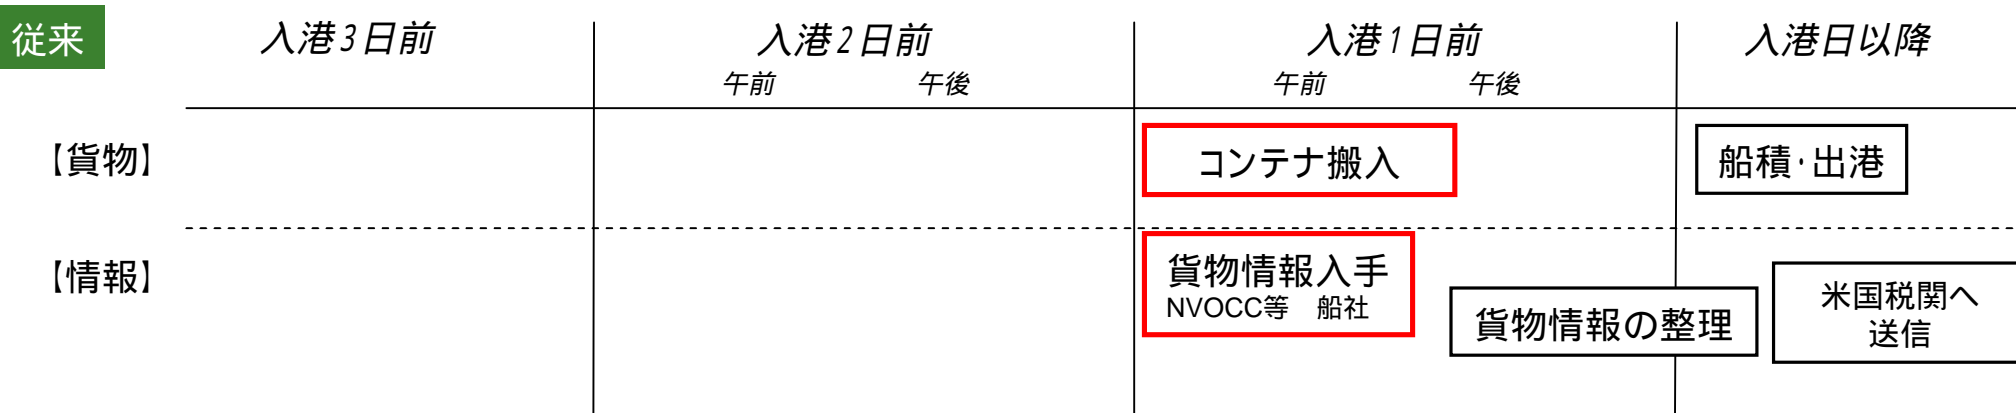 従来
入港3日前
入港2日前
入港1日前
入港日以降
午前 午後
午前 午後
【貨物】
コンテナ搬入
船積・出港
【情報】
貨物情報入手
NVOCC等 船社
貨物情報の整理
米国税関へ
送信